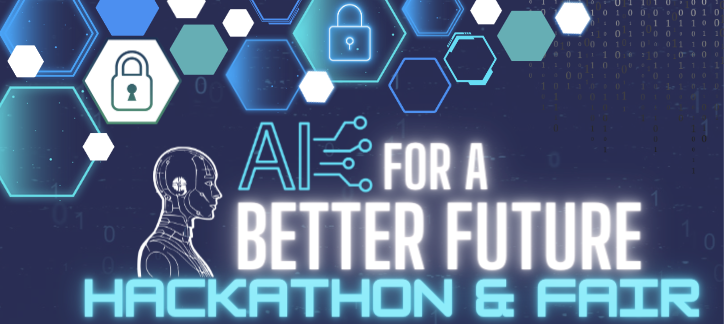 AI FOR A
BETTER FUTURE
HACKATHON & FAIR